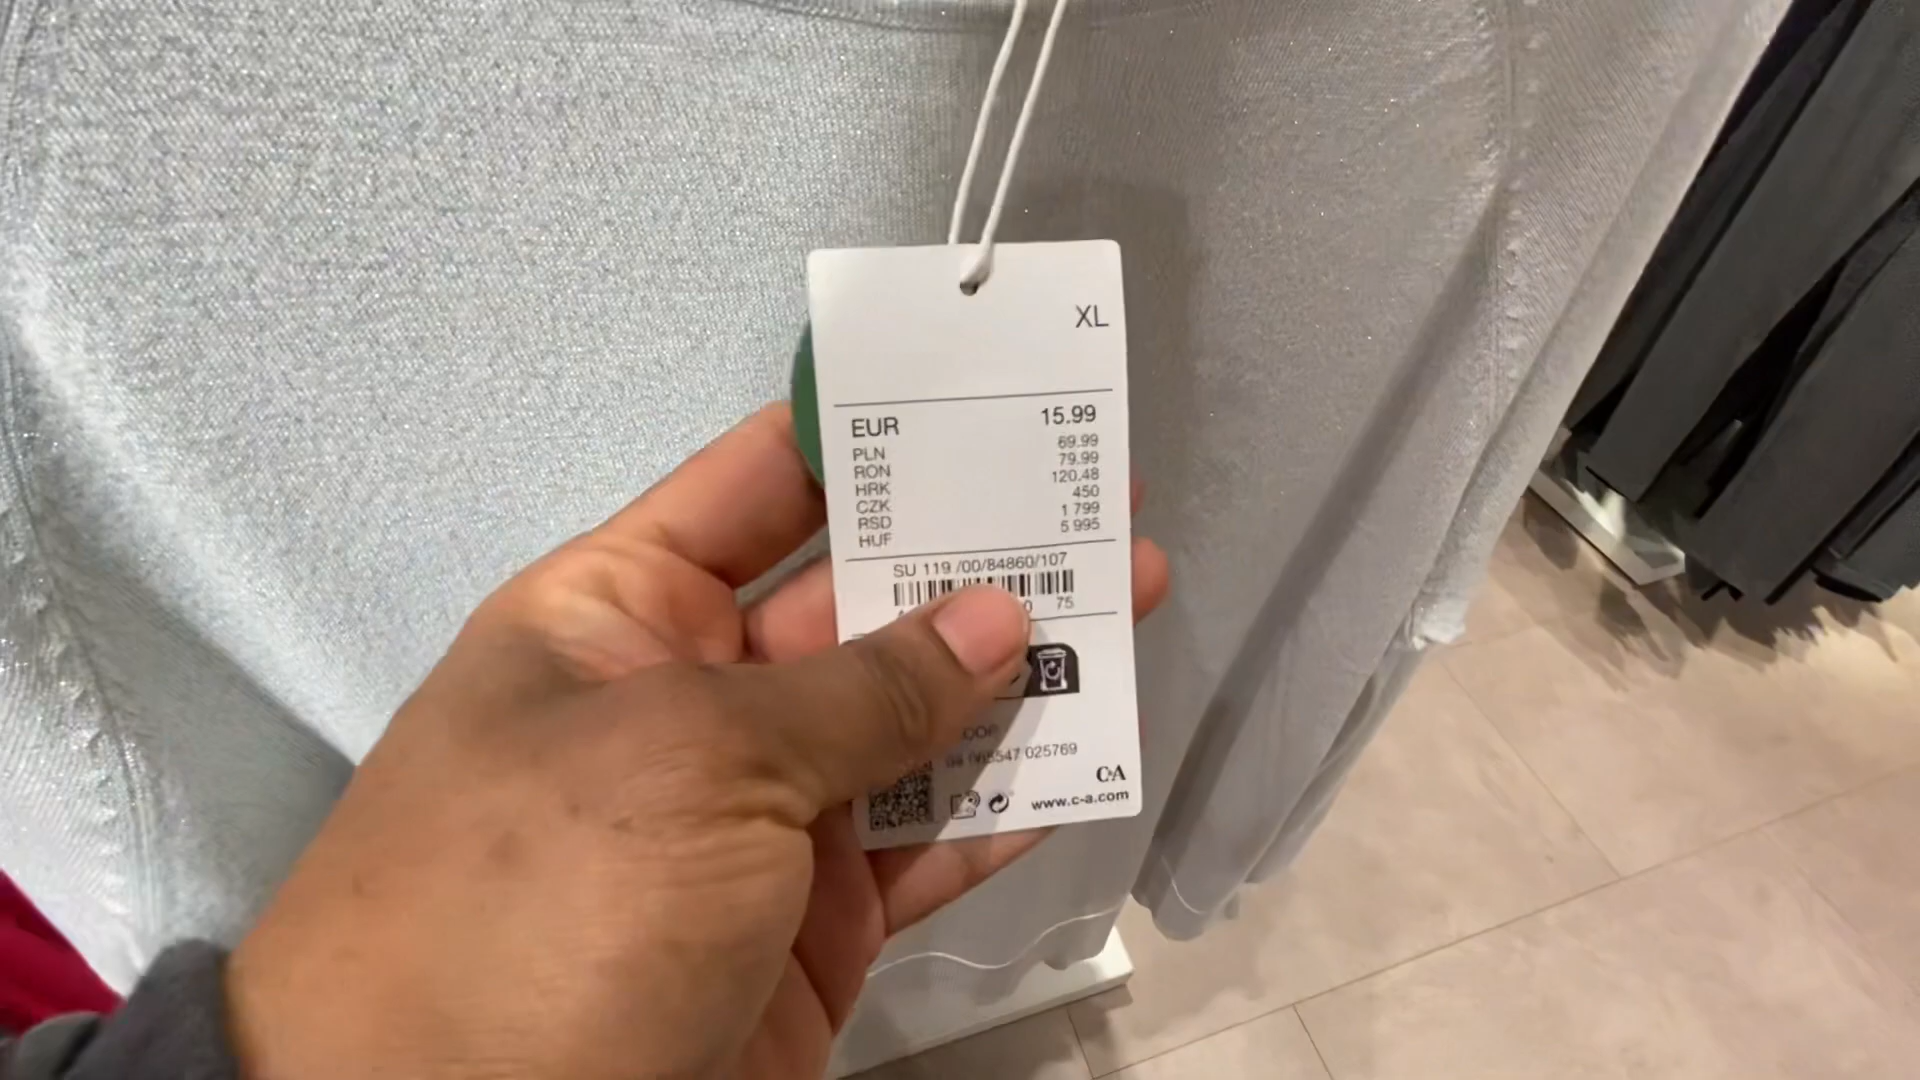 XL
EUR 15.99
PLN 69.99
RON 79.99
HRK 120.48
CZK 450
RSD 1 799
HUF 5 995
SU 119 /00/84860/107
75
025769
C&A
www.c-a.com